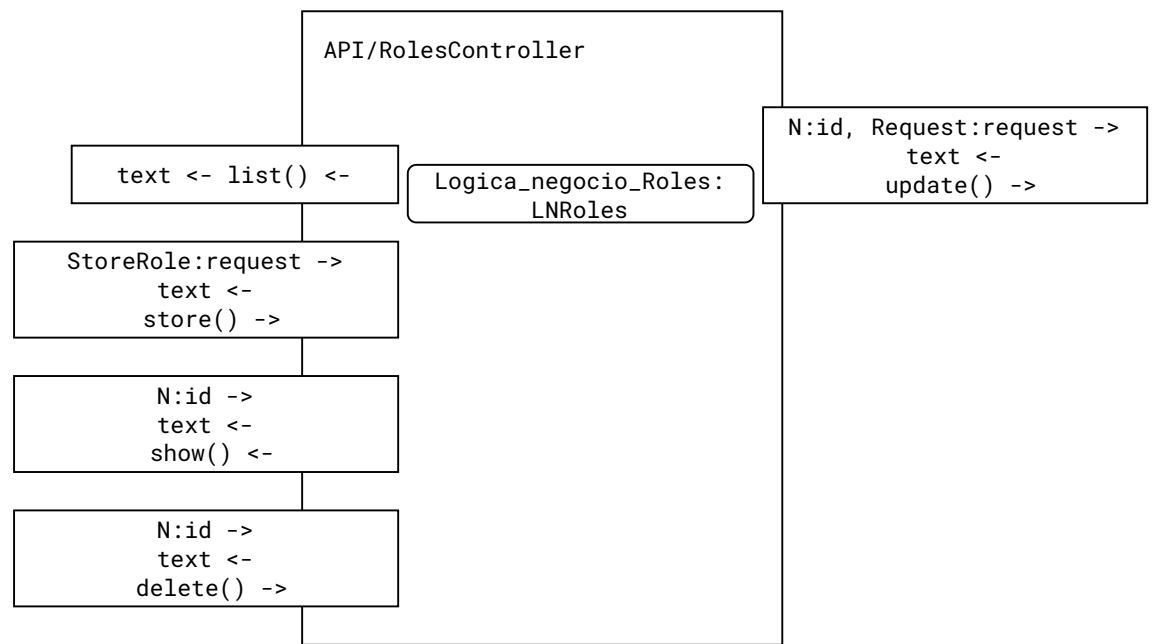 API/RolesController
N:id, Request:request ->
text <-
update() ->
text <- list() <-
Logica_negocio_Roles:
LNRoles
StoreRole:request ->
text <-
store() ->
N:id ->
text <-
show() <-
N:id ->
text <-
delete() ->